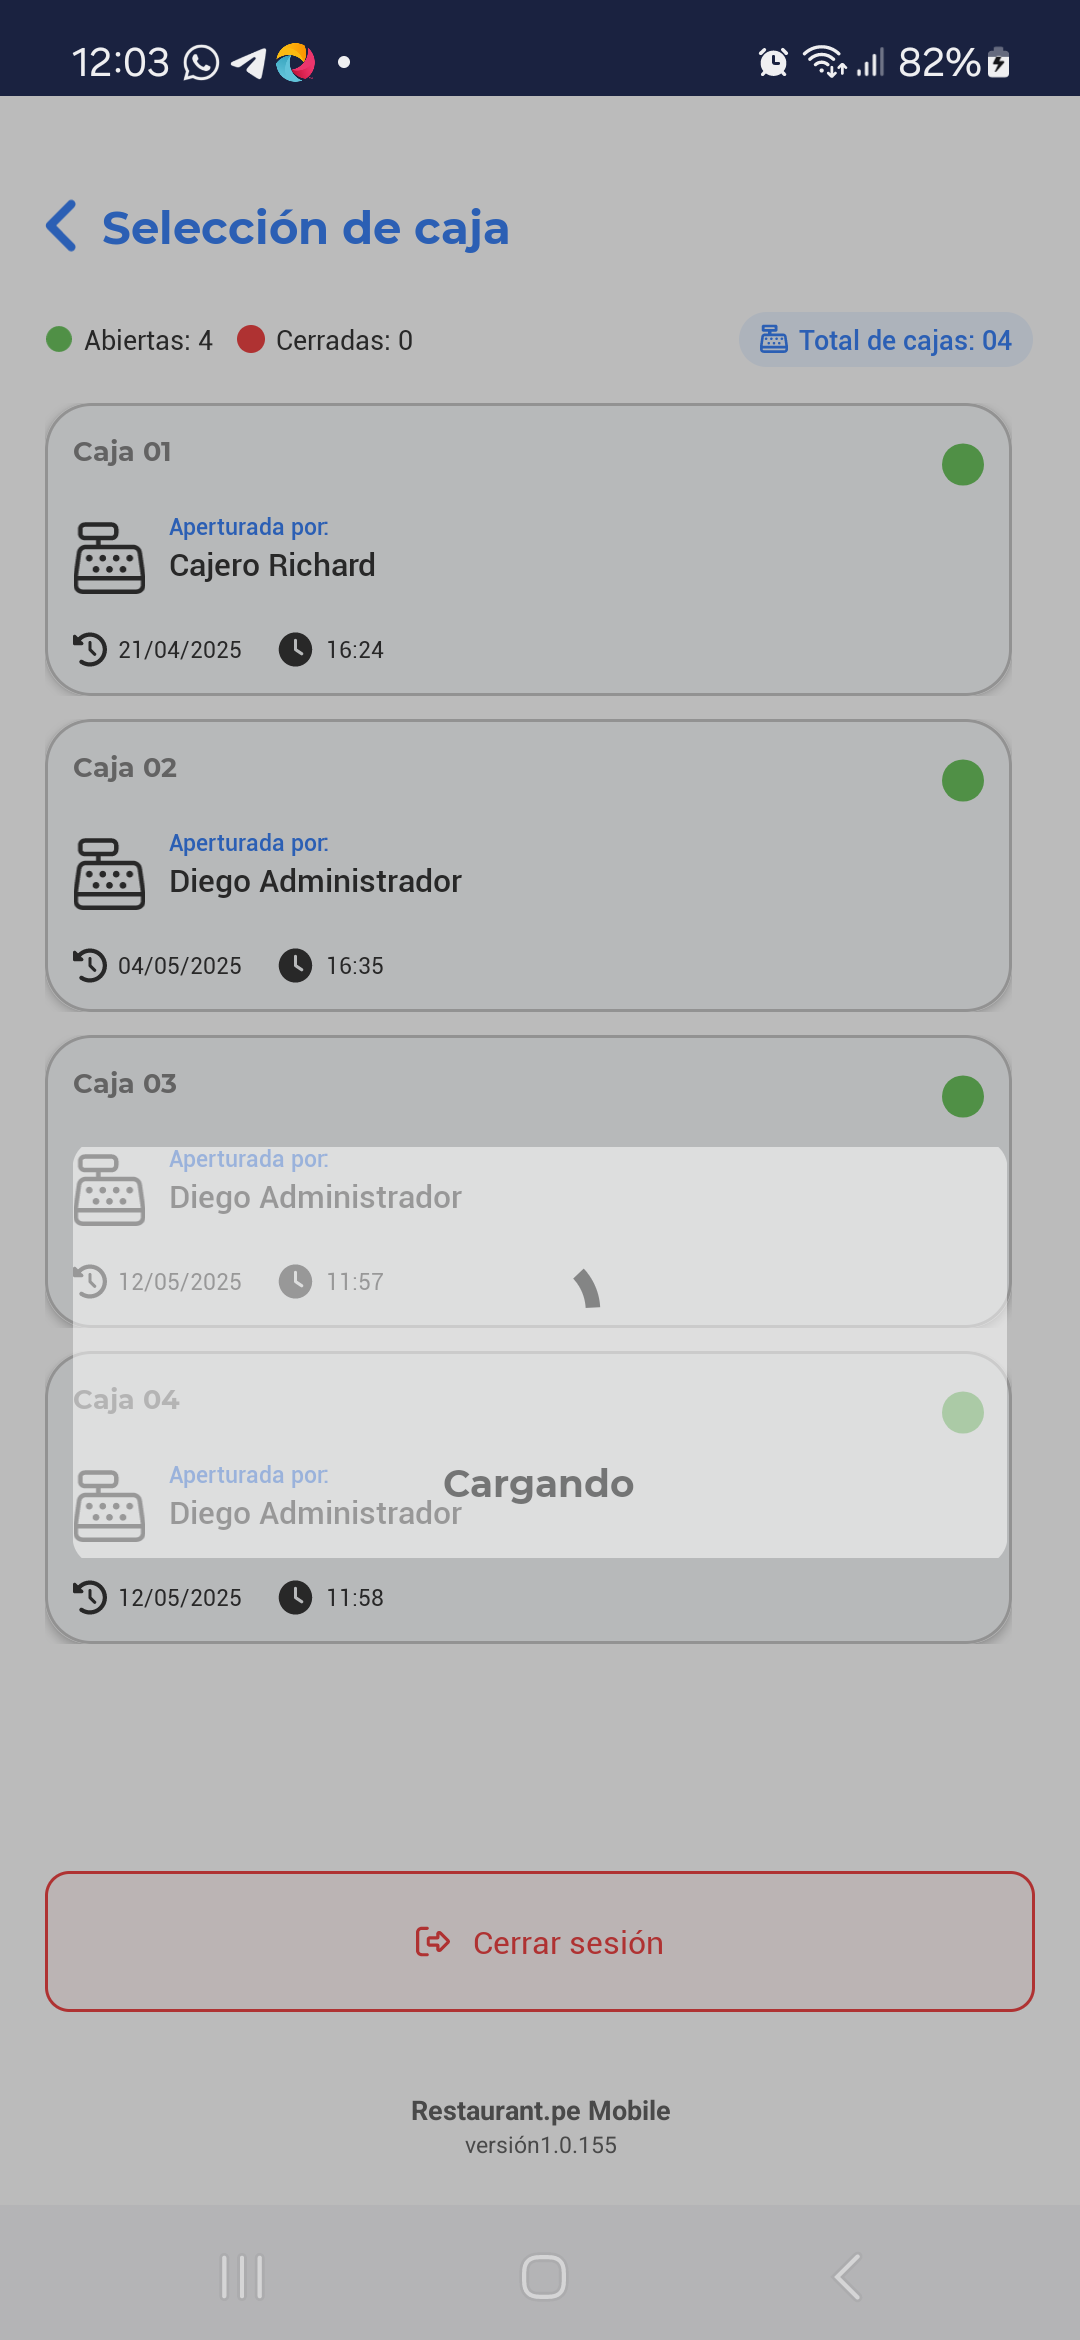 12:03
82%
Selección de caja
Abiertas: 4
Cerradas: 0
Total de cajas: 04
Caja 01
Aperturada por:
Cajero Richard
21/04/2025
16:24
Caja 02
Aperturada por:
Diego Administrador
04/05/2025
16:35
Caja 03
Aperturada por:
Diego Administrador
12/05/2025
11:57
Caja 04
Aperturada por:
Diego Administrador
Cargando
12/05/2025
11:58
Cerrar sesión
Restaurant.pe Mobile
versión1.0.155